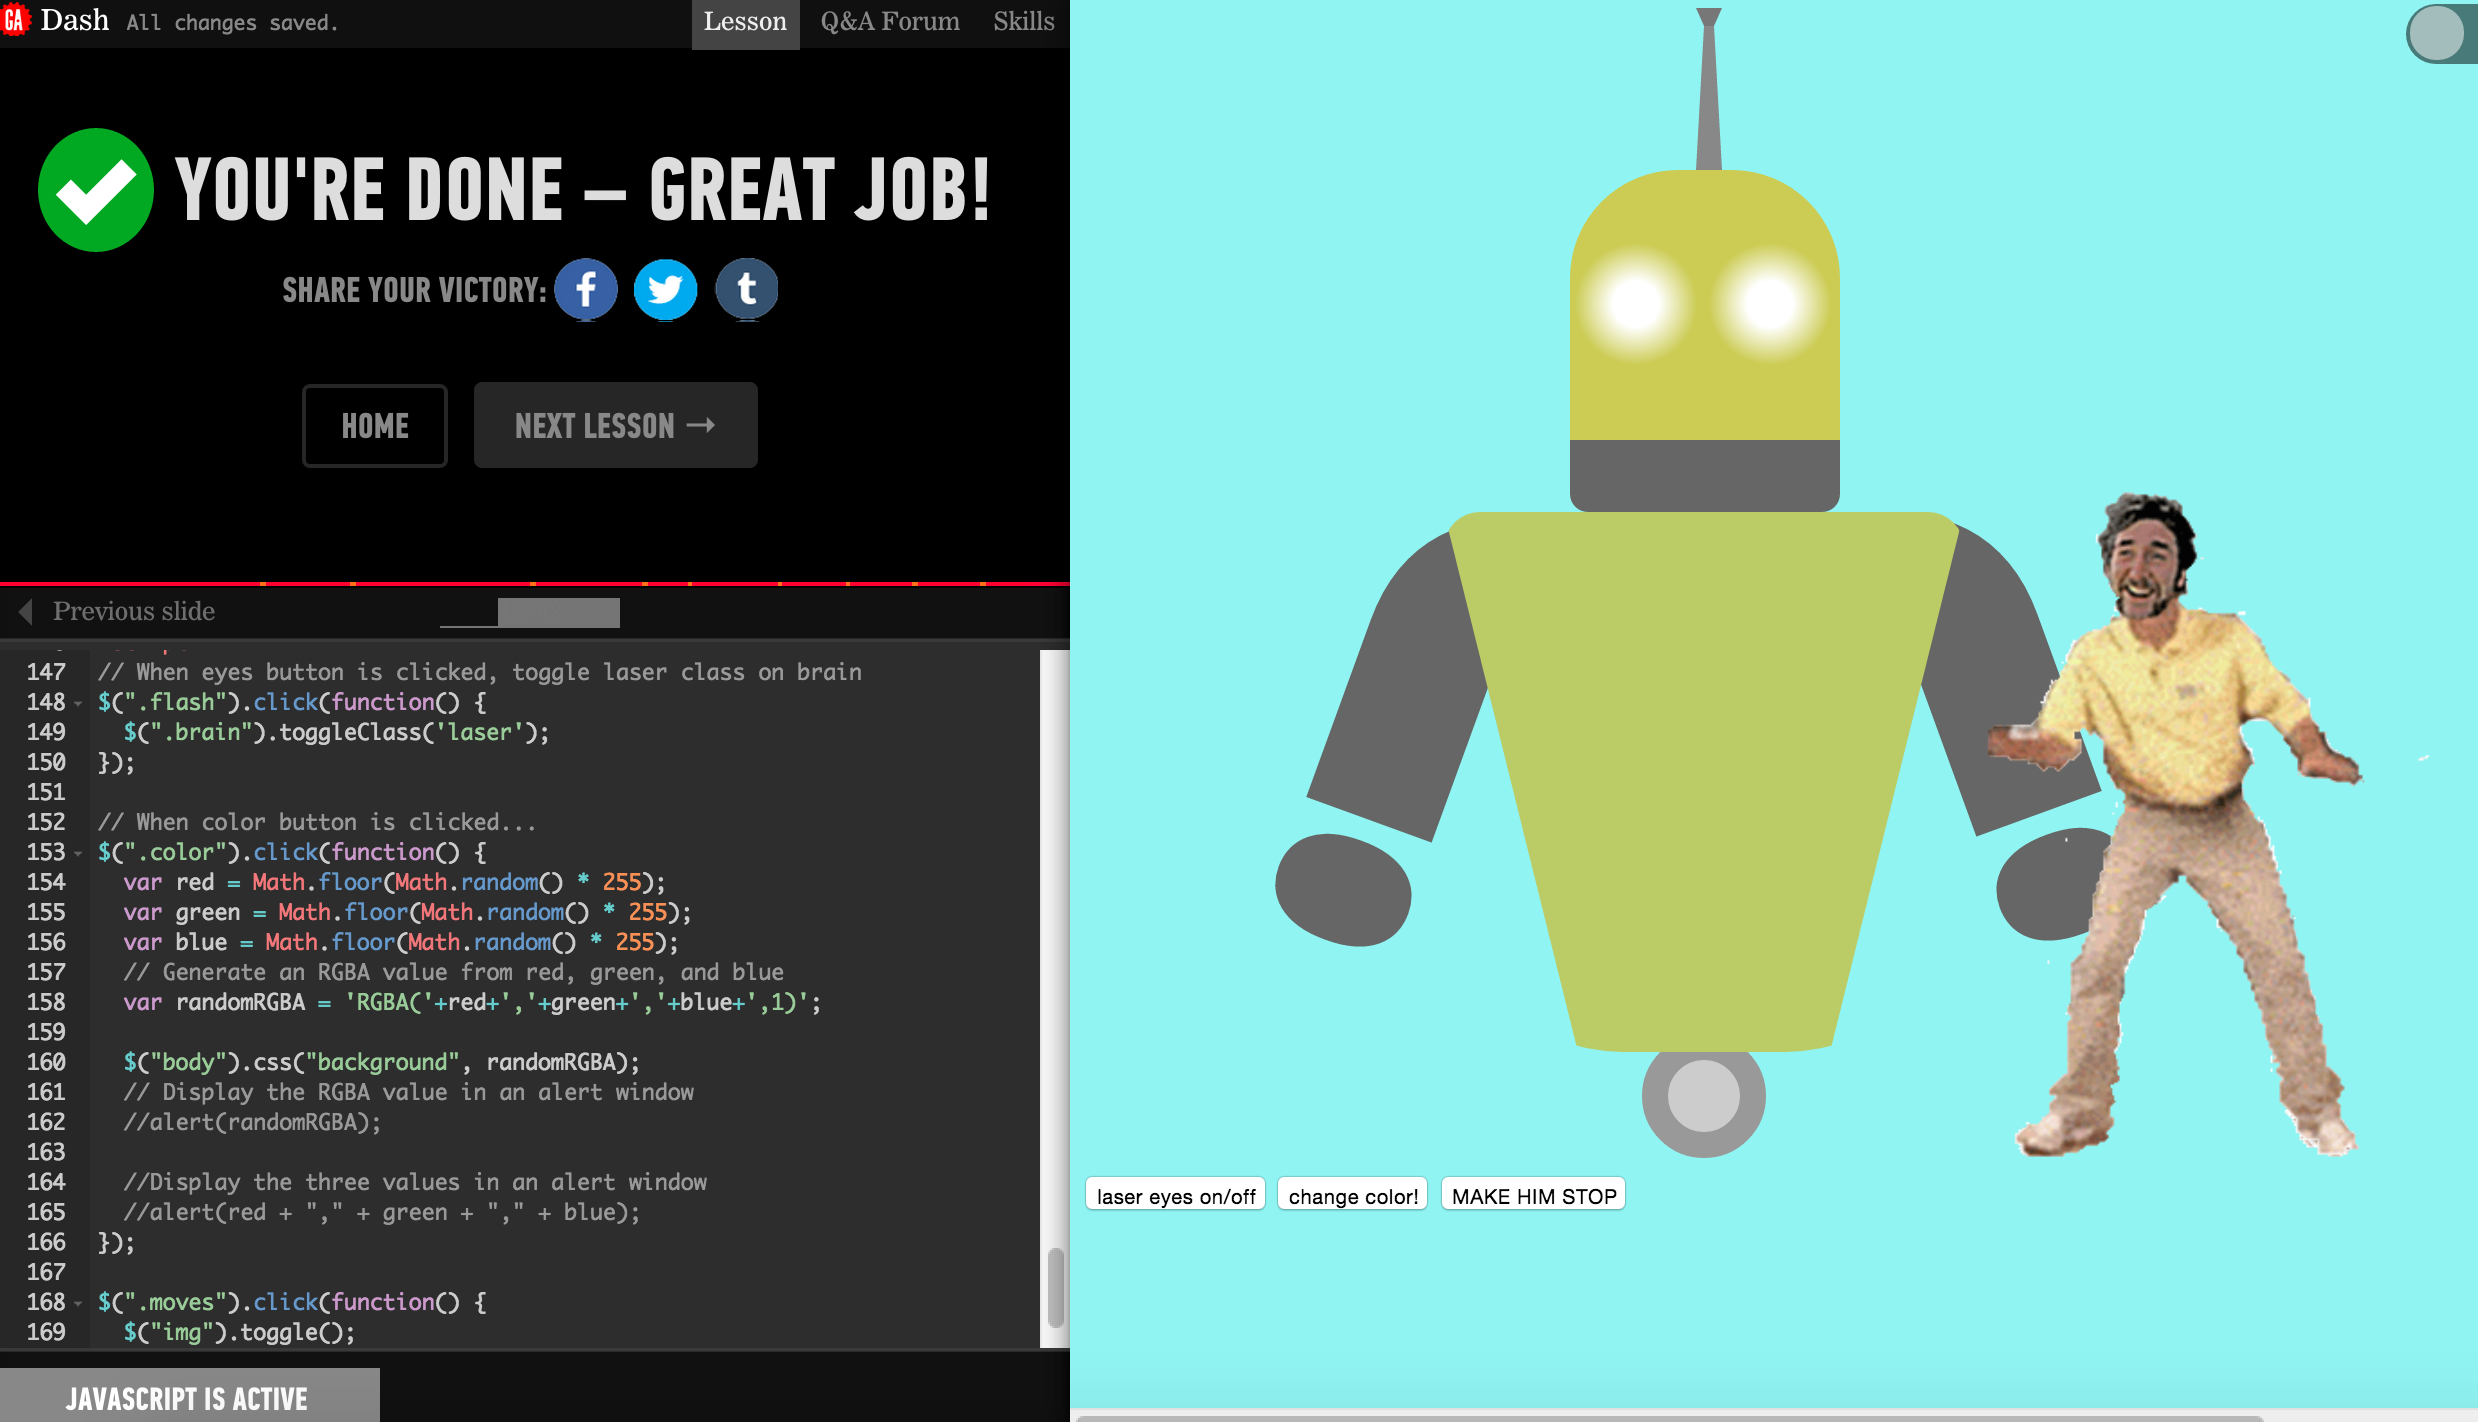 GA Dash All changes saved. Lesson Q&A Forum Skills
YOU'RE DONE – GREAT JOB!
SHARE YOUR VICTORY: f t
HOME NEXT LESSON →
Previous slide
147 // When eyes button is clicked, toggle laser class on brain
148 $(".flash").click(function() {
149 $(".brain").toggleClass('laser');
150 });
151
152 // When color button is clicked...
153 $(".color").click(function() {
154 var red = Math.floor(Math.random() * 255);
155 var green = Math.floor(Math.random() * 255);
156 var blue = Math.floor(Math.random() * 255);
157 // Generate an RGBA value from red, green, and blue
158 var randomRGBA = 'RGBA('+red+','+green+','+blue+',1)';
159
160 $("body").css("background", randomRGBA);
161 // Display the RGBA value in an alert window
162 //alert(randomRGBA);
163
164 //Display the three values in an alert window
165 //alert(red + "," + green + "," + blue);
166 });
167
168 $(".moves").click(function() {
169 $("img").toggle();
JAVASCRIPT IS ACTIVE
laser eyes on/off change color! MAKE HIM STOP